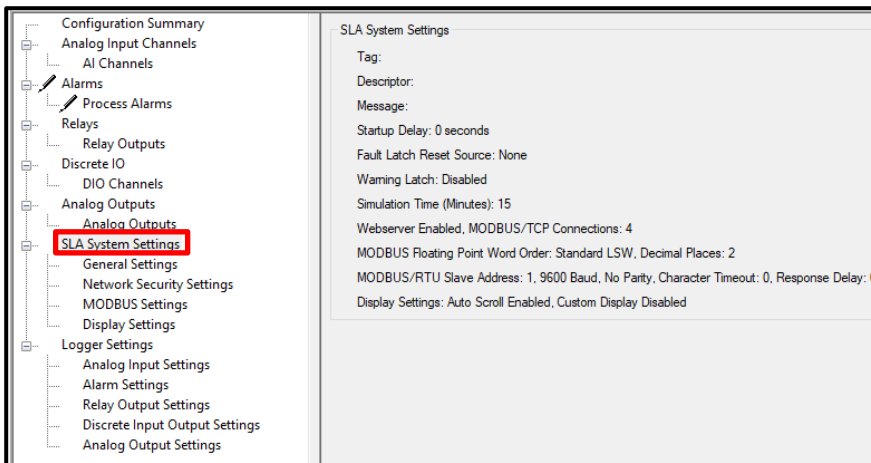 Configuration Summary
Analog Input Channels
AI Channels
Alarms
Process Alarms
Relays
Relay Outputs
Discrete IO
DIO Channels
Analog Outputs
Analog Outputs
SLA System Settings
General Settings
Network Security Settings
MODBUS Settings
Display Settings
Logger Settings
Analog Input Settings
Alarm Settings
Relay Output Settings
Discrete Input Output Settings
Analog Output Settings
SLA System Settings
Tag:
Descriptor:
Message:
Startup Delay: 0 seconds
Fault Latch Reset Source: None
Warning Latch: Disabled
Simulation Time (Minutes): 15
Webserver Enabled, MODBUS/TCP Connections: 4
MODBUS Floating Point Word Order: Standard LSW, Decimal Places: 2
MODBUS/RTU Slave Address: 1, 9600 Baud, No Parity, Character Timeout: 0, Response Delay:
Display Settings: Auto Scroll Enabled, Custom Display Disabled